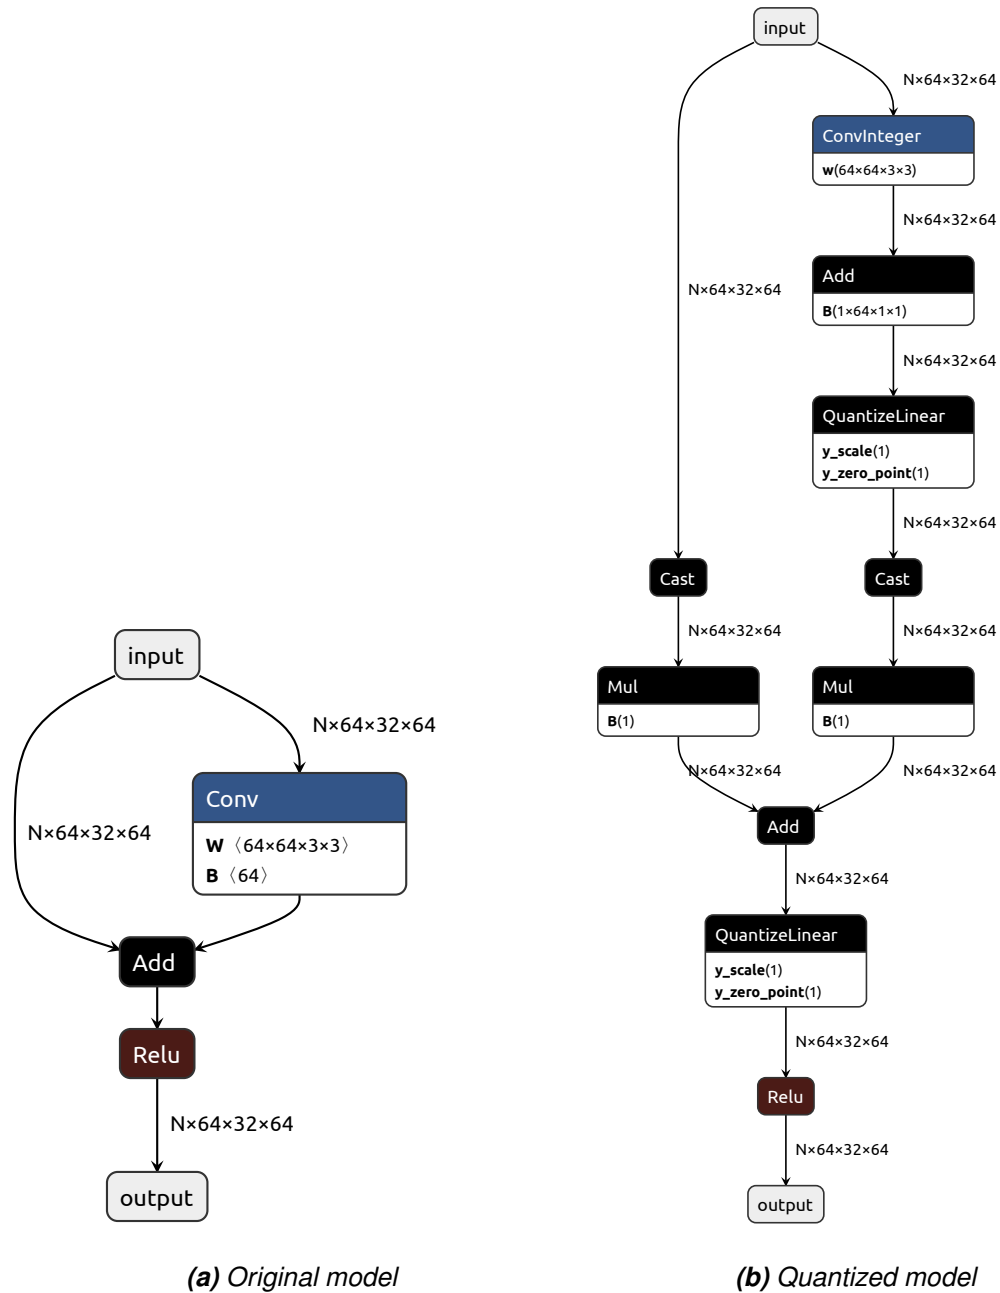 input
N×64×32×64
Conv
W 〈64×64×3×3〉
B 〈64〉
N×64×32×64
Add
Relu
N×64×32×64
output
(a) Original model
input
N×64×32×64
ConvInteger
w(64×64×3×3)
N×64×32×64
Add
B(1×64×1×1)
N×64×32×64
N×64×32×64
QuantizeLinear
y_scale(1)
y_zero_point(1)
N×64×32×64
Cast
Cast
N×64×32×64
N×64×32×64
Mul
B(1)
Mul
B(1)
N×64×32×64
N×64×32×64
Add
N×64×32×64
QuantizeLinear
y_scale(1)
y_zero_point(1)
N×64×32×64
Relu
N×64×32×64
output
(b) Quantized model